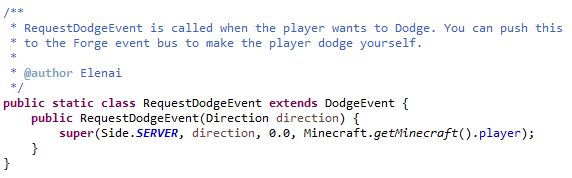 /**
 * RequestDodgeEvent is called when the player wants to Dodge. You can push this
 * to the Forge event bus to make the player dodge yourself.
 *
 * @author Elenai
 */
public static class RequestDodgeEvent extends DodgeEvent {
    public RequestDodgeEvent(Direction direction) {
        super(Side.SERVER, direction, 0.0, Minecraft.getMinecraft().player);
    }
}